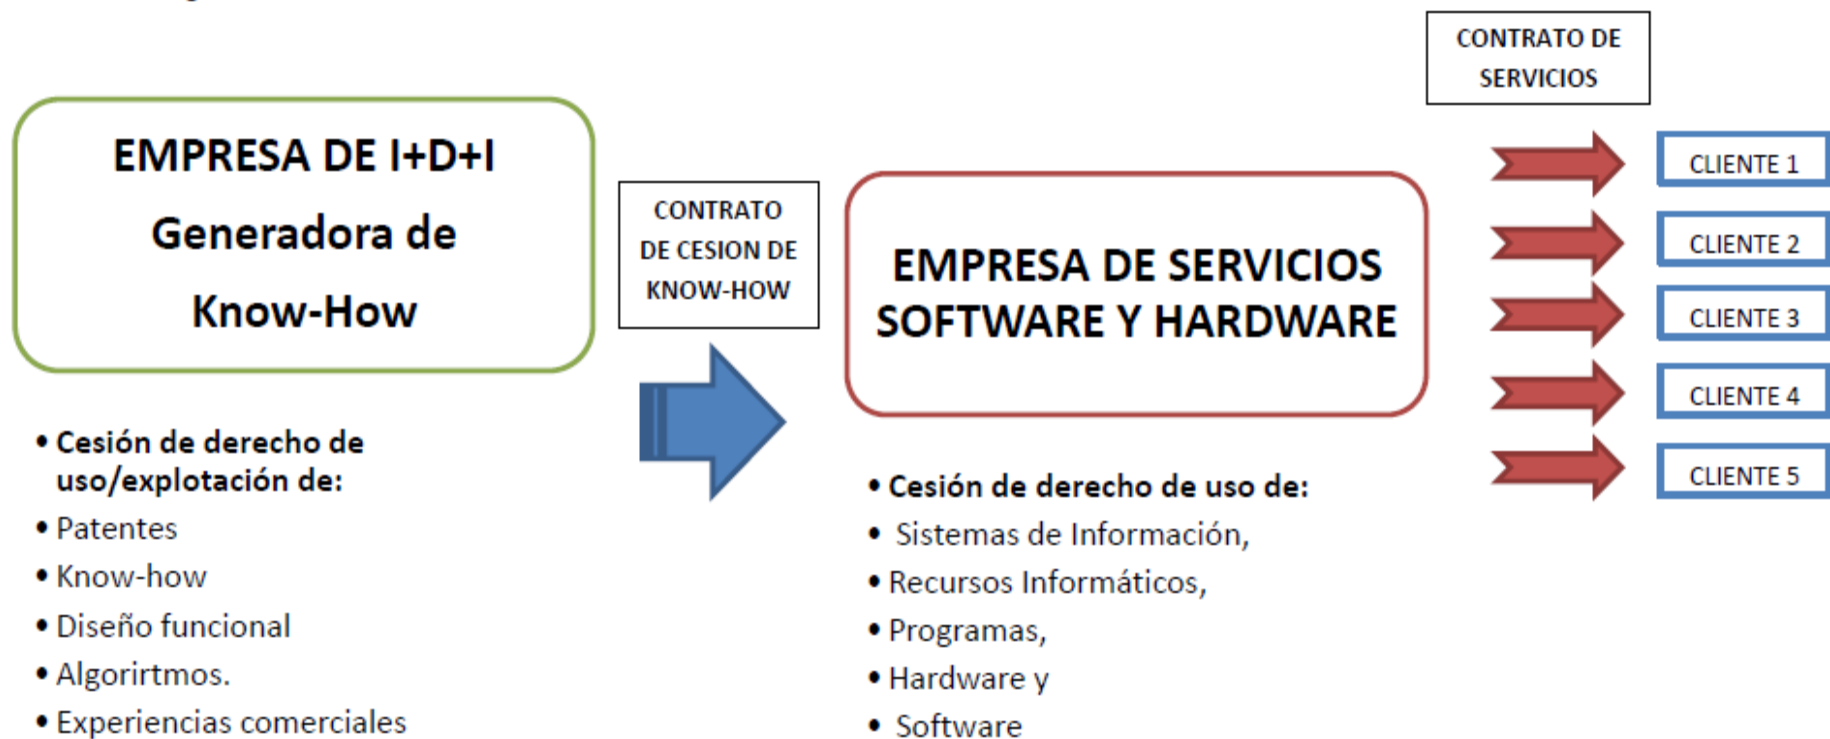 EMPRESA DE I+D+I
Generadora de
Know-How
• Cesión de derecho de
uso/explotación de:
• Patentes
• Know-how
• Diseño funcional
• Algorirtmos.
• Experiencias comerciales
CONTRATO
DE CESION DE
KNOW-HOW
EMPRESA DE SERVICIOS
SOFTWARE Y HARDWARE
• Cesión de derecho de uso de:
• Sistemas de Información,
• Recursos Informáticos,
• Programas,
• Hardware y
• Software
CONTRATO DE
SERVICIOS
CLIENTE 1
CLIENTE 2
CLIENTE 3
CLIENTE 4
CLIENTE 5